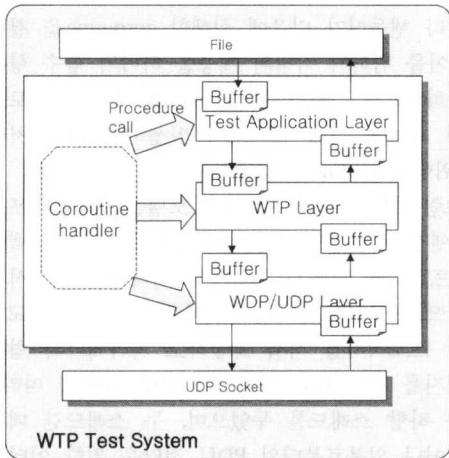 File
Buffer
Procedure
call
Test Application Layer
Buffer
Buffer
Coroutine
handler
WTP Layer
Buffer
Buffer
WDP/UDP Layer
Buffer
UDP Socket
WTP Test System